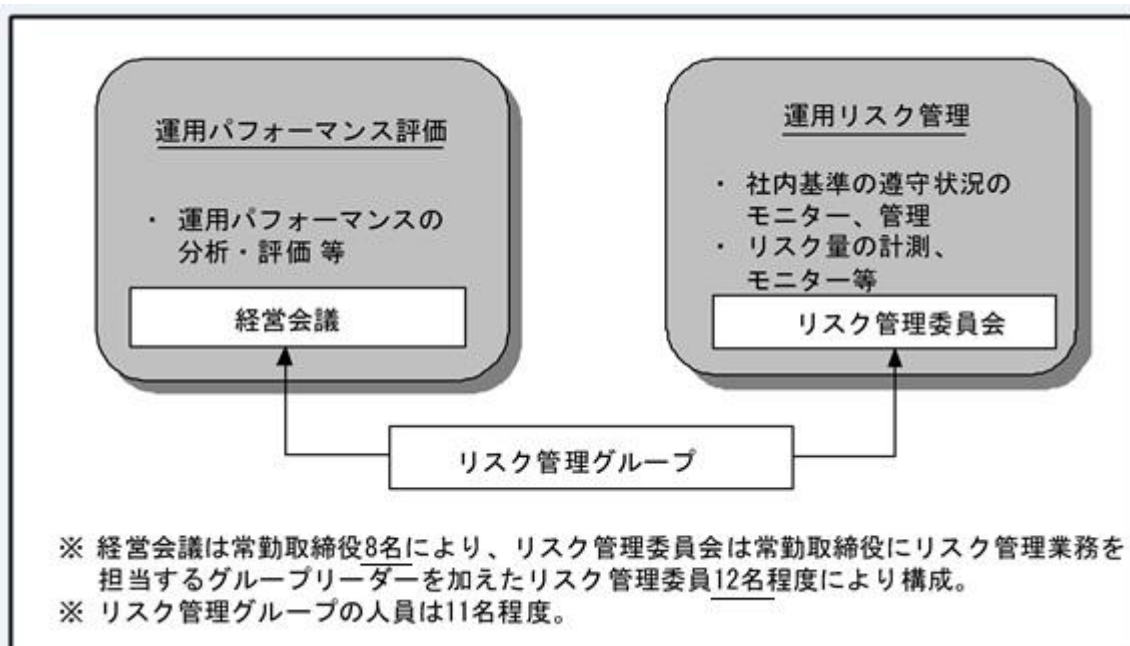 運用パフォーマンス評価
・ 運用パフォーマンスの
分析・評価 等
経営会議
運用リスク管理
・ 社内基準の遵守状況の
モニター、管理
・ リスク量の計測、
モニター等
リスク管理委員会
リスク管理グループ
※ 経営会議は常勤取締役8名により、リスク管理委員会は常勤取締役にリスク管理業務を
担当するグループリーダーを加えたリスク管理委員12名程度により構成。
※ リスク管理グループの人員は11名程度。